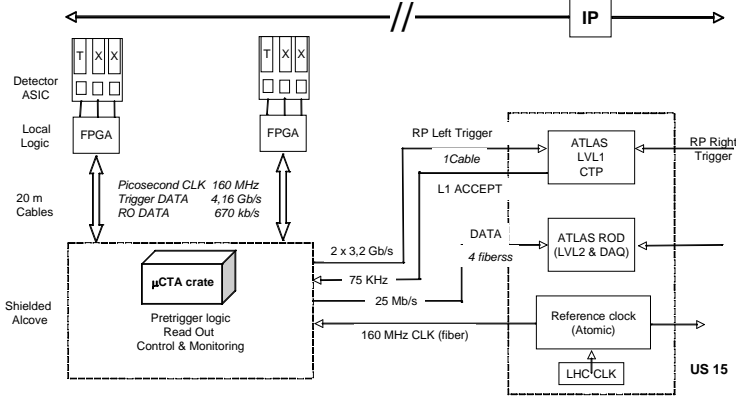 IP
T X X
T X X
Detector
ASIC
Local
Logic
FPGA
FPGA
20 m
Cables
Picosecond CLK 160 MHz
Trigger DATA 4,16 Gb/s
RO DATA 670 kb/s
RP Left Trigger
1Cable
L1 ACCEPT
ATLAS
LVL1
CTP
RP Right
Trigger
DATA
4 fiberss
ATLAS ROD
(LVL2 & DAQ)
2 x 3,2 Gb/s
75 KHz
25 Mb/s
160 MHz CLK (fiber)
Shielded
Alcove
µCTA crate
Pretrigger logic
Read Out
Control & Monitoring
Reference clock
(Atomic)
LHC CLK
US 15